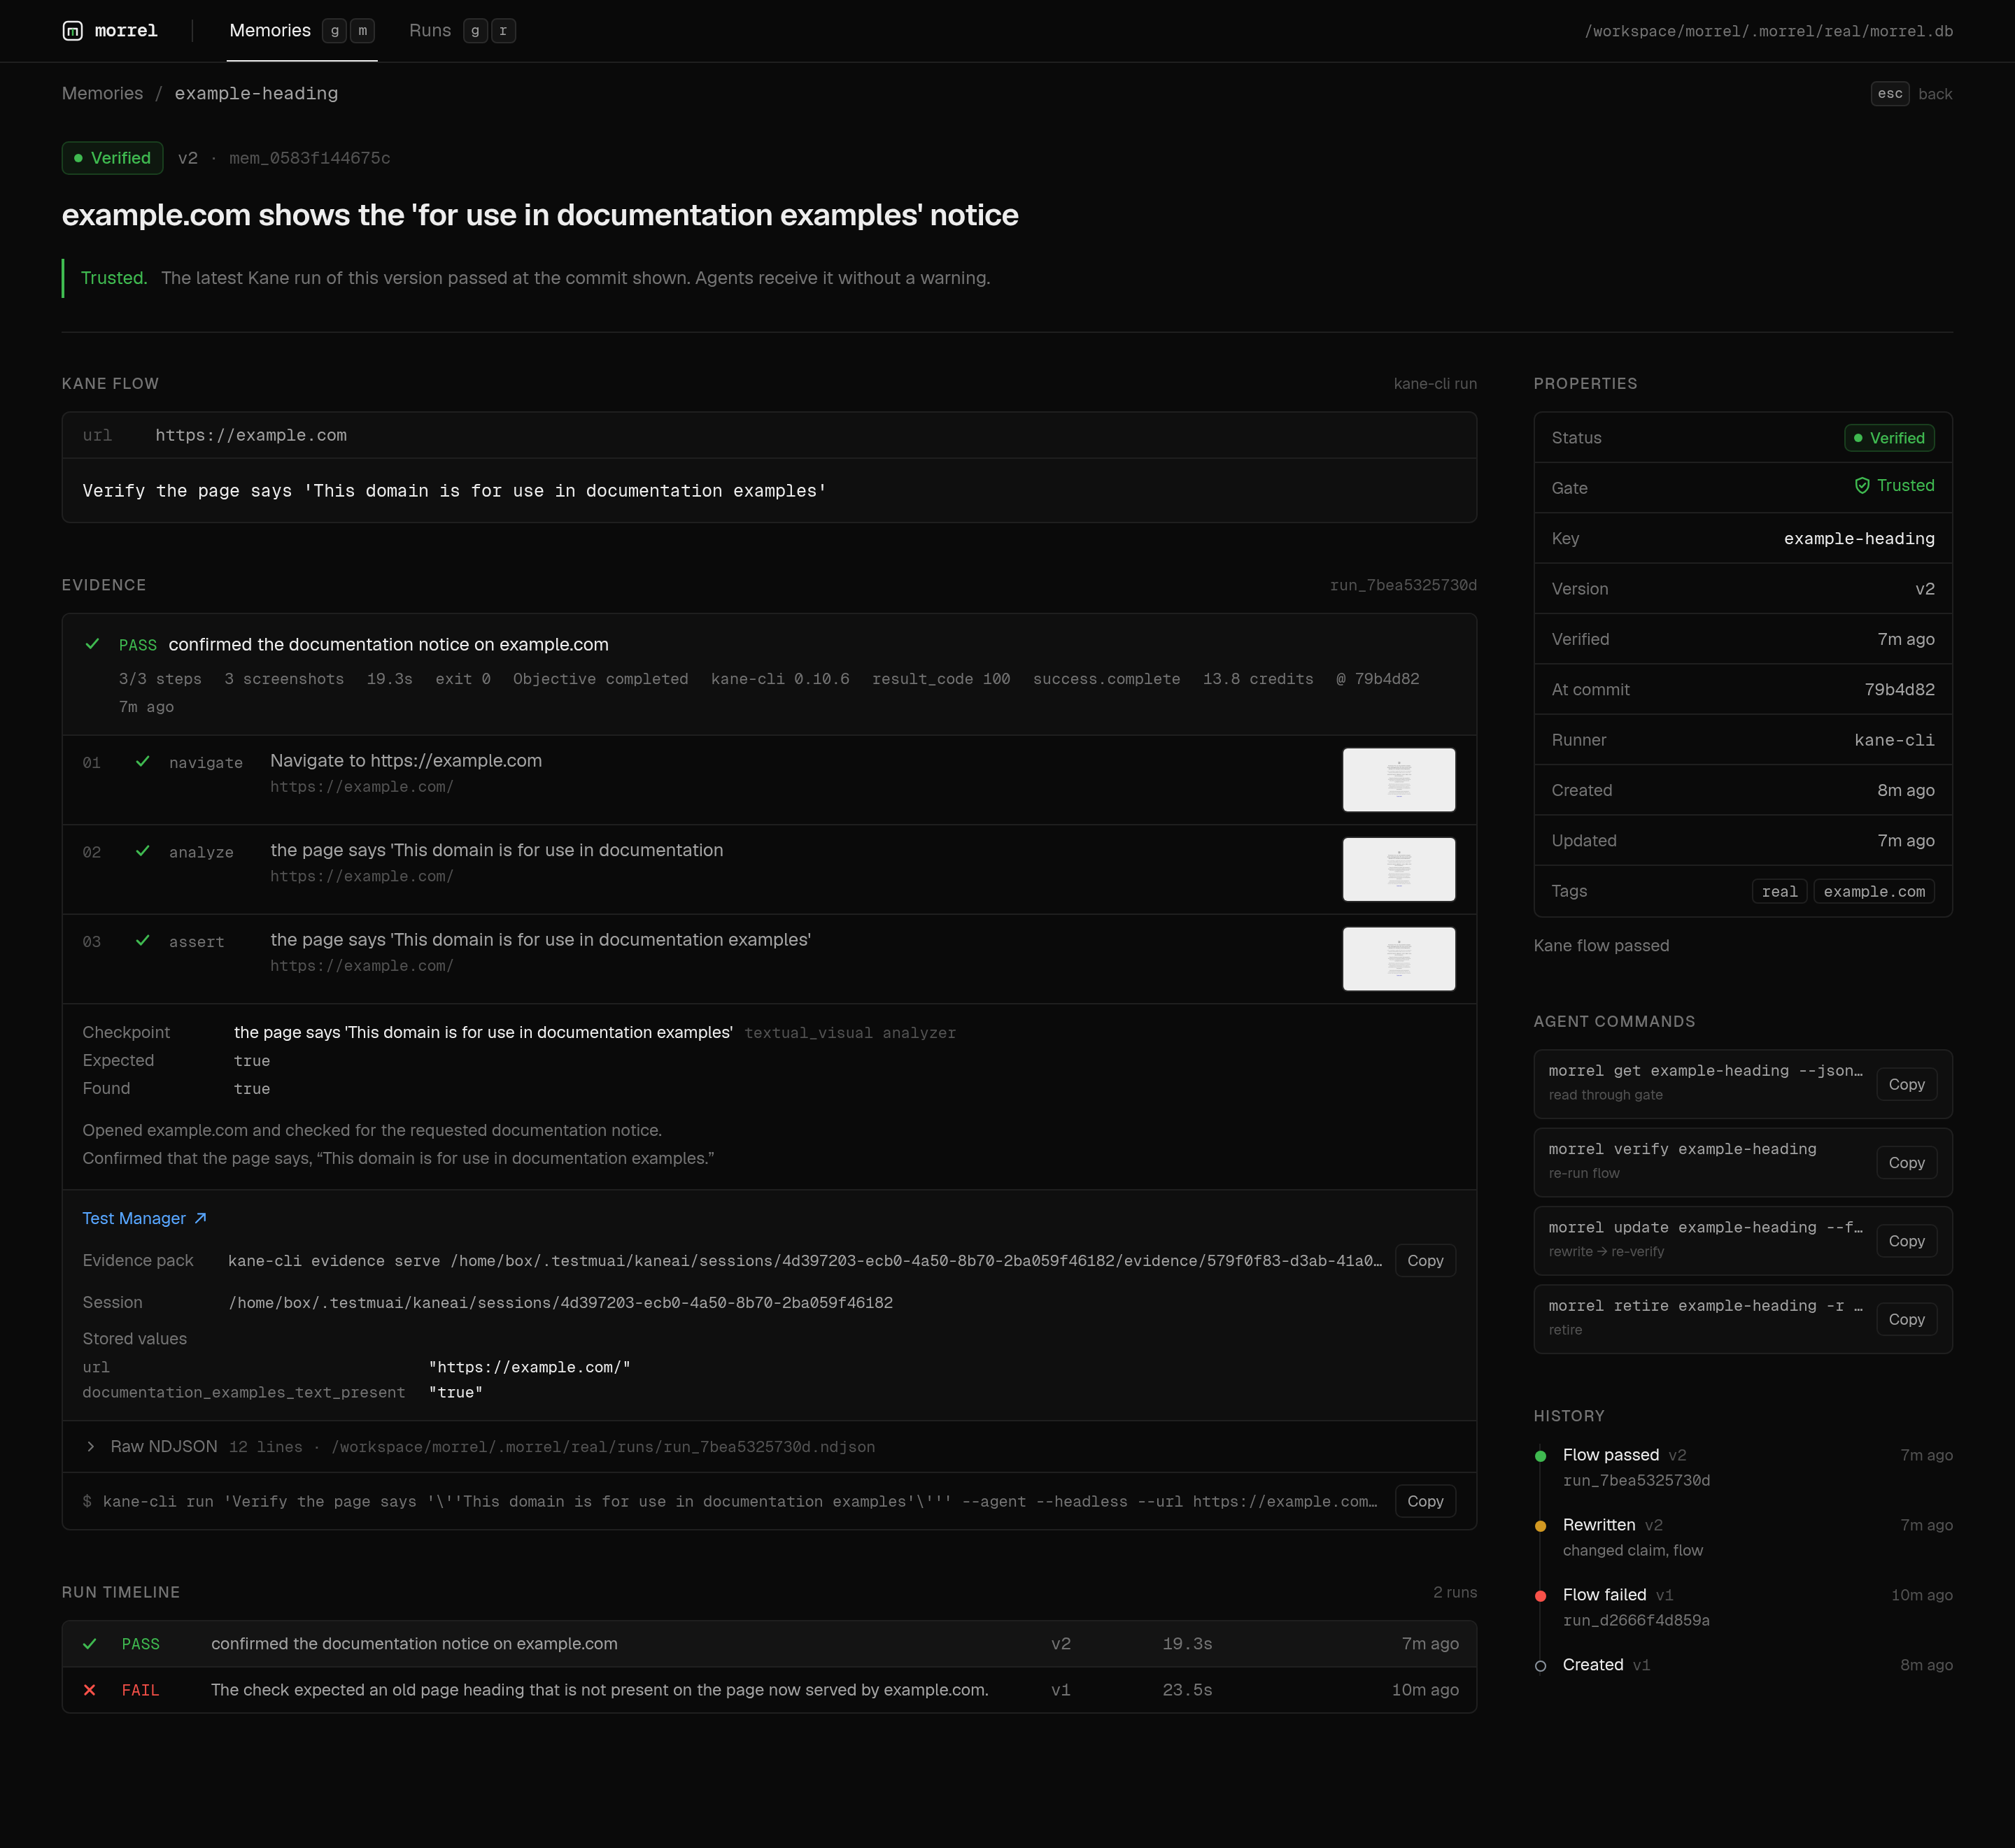 morrel
Memories g m
Runs g r
/workspace/morrel/.morrel/real/morrel.db
Memories / example-heading
esc back
Verified v2 · mem_0583f144675c
example.com shows the 'for use in documentation examples' notice
Trusted. The latest Kane run of this version passed at the commit shown. Agents receive it without a warning.
KANE FLOW
kane-cli run
url https://example.com
Verify the page says 'This domain is for use in documentation examples'
EVIDENCE
run_7bea5325730d
PASS confirmed the documentation notice on example.com
3/3 steps 3 screenshots 19.3s exit 0 Objective completed kane-cli 0.10.6 result_code 100 success.complete 13.8 credits @ 79b4d82
7m ago
01 navigate Navigate to https://example.com
https://example.com/
02 analyze the page says 'This domain is for use in documentation
https://example.com/
03 assert the page says 'This domain is for use in documentation examples'
https://example.com/
Checkpoint the page says 'This domain is for use in documentation examples' textual_visual analyzer
Expected true
Found true
Opened example.com and checked for the requested documentation notice.
Confirmed that the page says, “This domain is for use in documentation examples.”
Test Manager ↗
Evidence pack kane-cli evidence serve /home/box/.testmuai/kaneai/sessions/4d397203-ecb0-4a50-8b70-2ba059f46182/evidence/579f0f83-d3ab-41a0… Copy
Session /home/box/.testmuai/kaneai/sessions/4d397203-ecb0-4a50-8b70-2ba059f46182
Stored values
url "https://example.com/"
documentation_examples_text_present "true"
Raw NDJSON 12 lines · /workspace/morrel/.morrel/real/runs/run_7bea5325730d.ndjson
$ kane-cli run 'Verify the page says '\''This domain is for use in documentation examples'\''' --agent --headless --url https://example.com… Copy
RUN TIMELINE
2 runs
PASS confirmed the documentation notice on example.com v2 19.3s 7m ago
FAIL The check expected an old page heading that is not present on the page now served by example.com. v1 23.5s 10m ago
PROPERTIES
Status Verified
Gate Trusted
Key example-heading
Version v2
Verified 7m ago
At commit 79b4d82
Runner kane-cli
Created 8m ago
Updated 7m ago
Tags real example.com
Kane flow passed
AGENT COMMANDS
morrel get example-heading --json… Copy
read through gate
morrel verify example-heading Copy
re-run flow
morrel update example-heading --f… Copy
rewrite → re-verify
morrel retire example-heading -r … Copy
retire
HISTORY
Flow passed v2 7m ago
run_7bea5325730d
Rewritten v2 7m ago
changed claim, flow
Flow failed v1 10m ago
run_d2666f4d859a
Created v1 8m ago